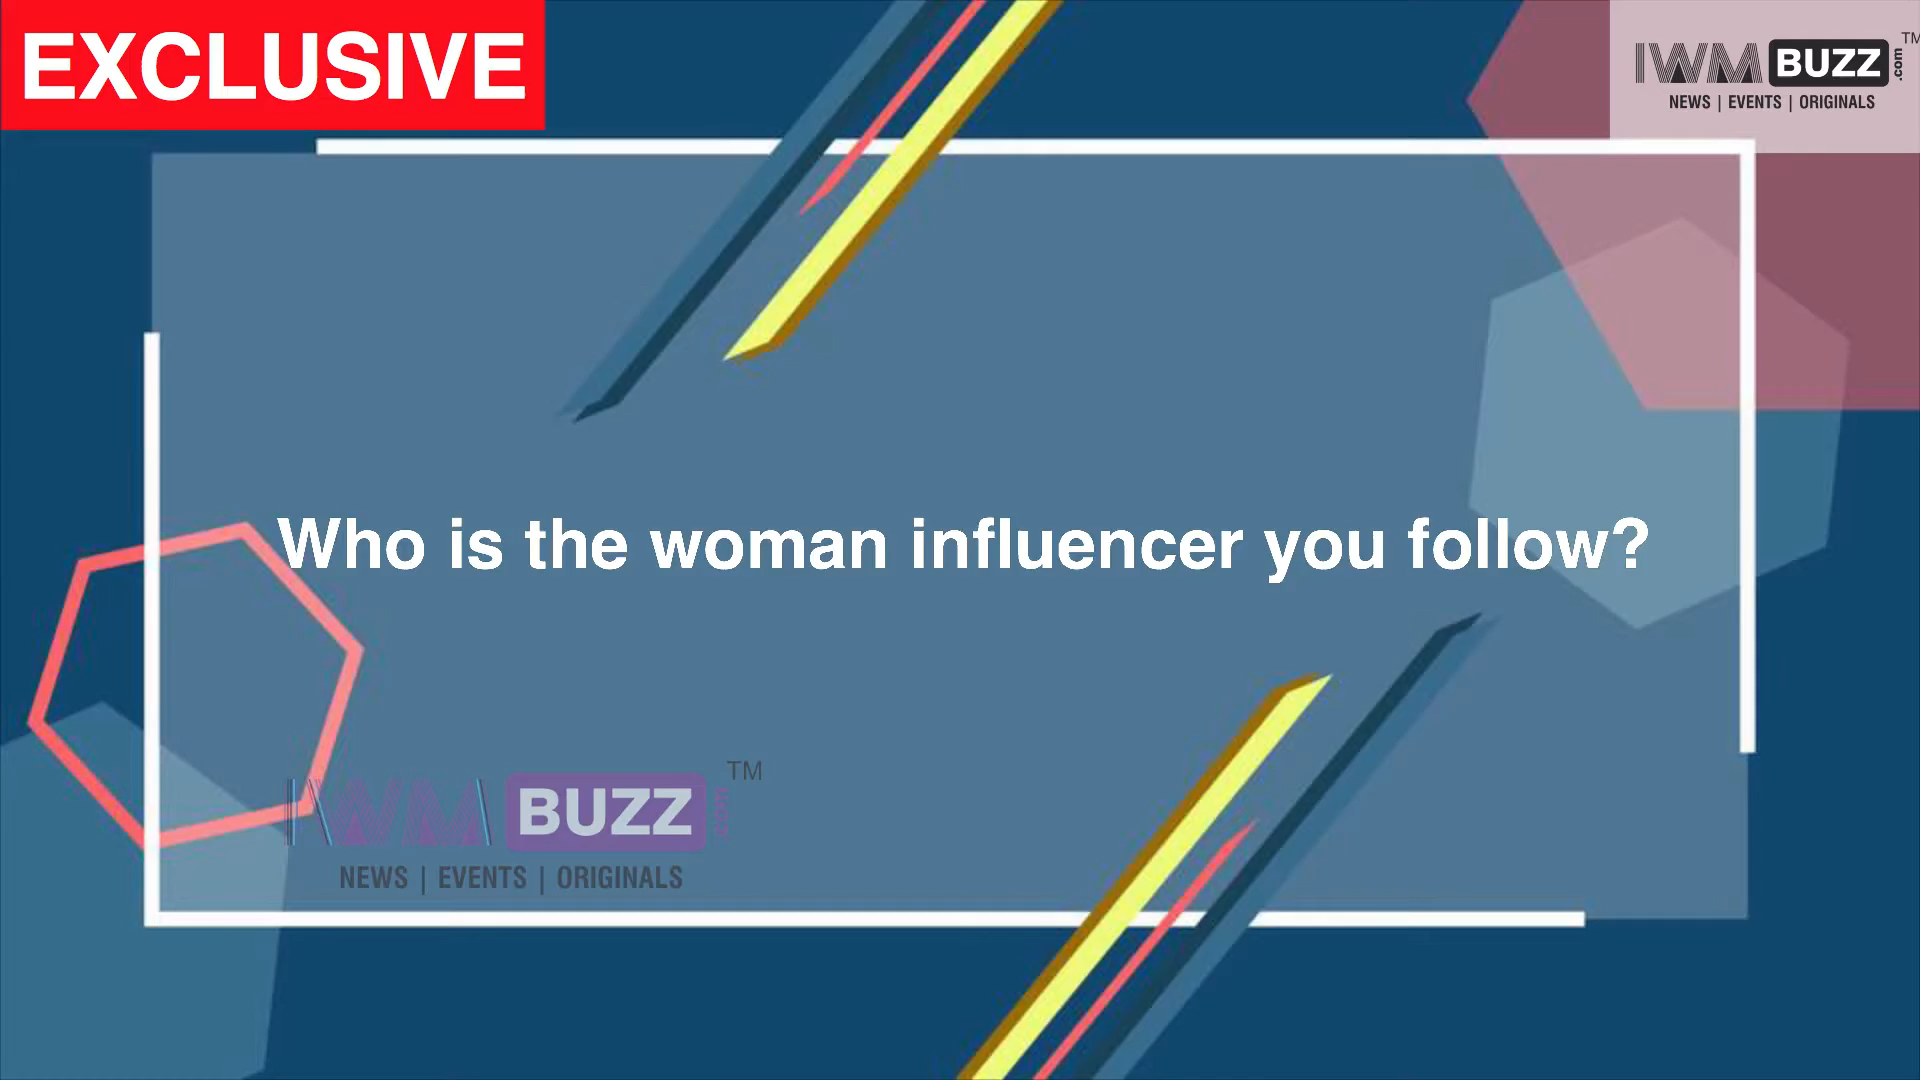 EXCLUSIVE
IWM BUZZ .com TM
NEWS | EVENTS | ORIGINALS
Who is the woman influencer you follow?
IWM BUZZ .com TM
NEWS | EVENTS | ORIGINALS